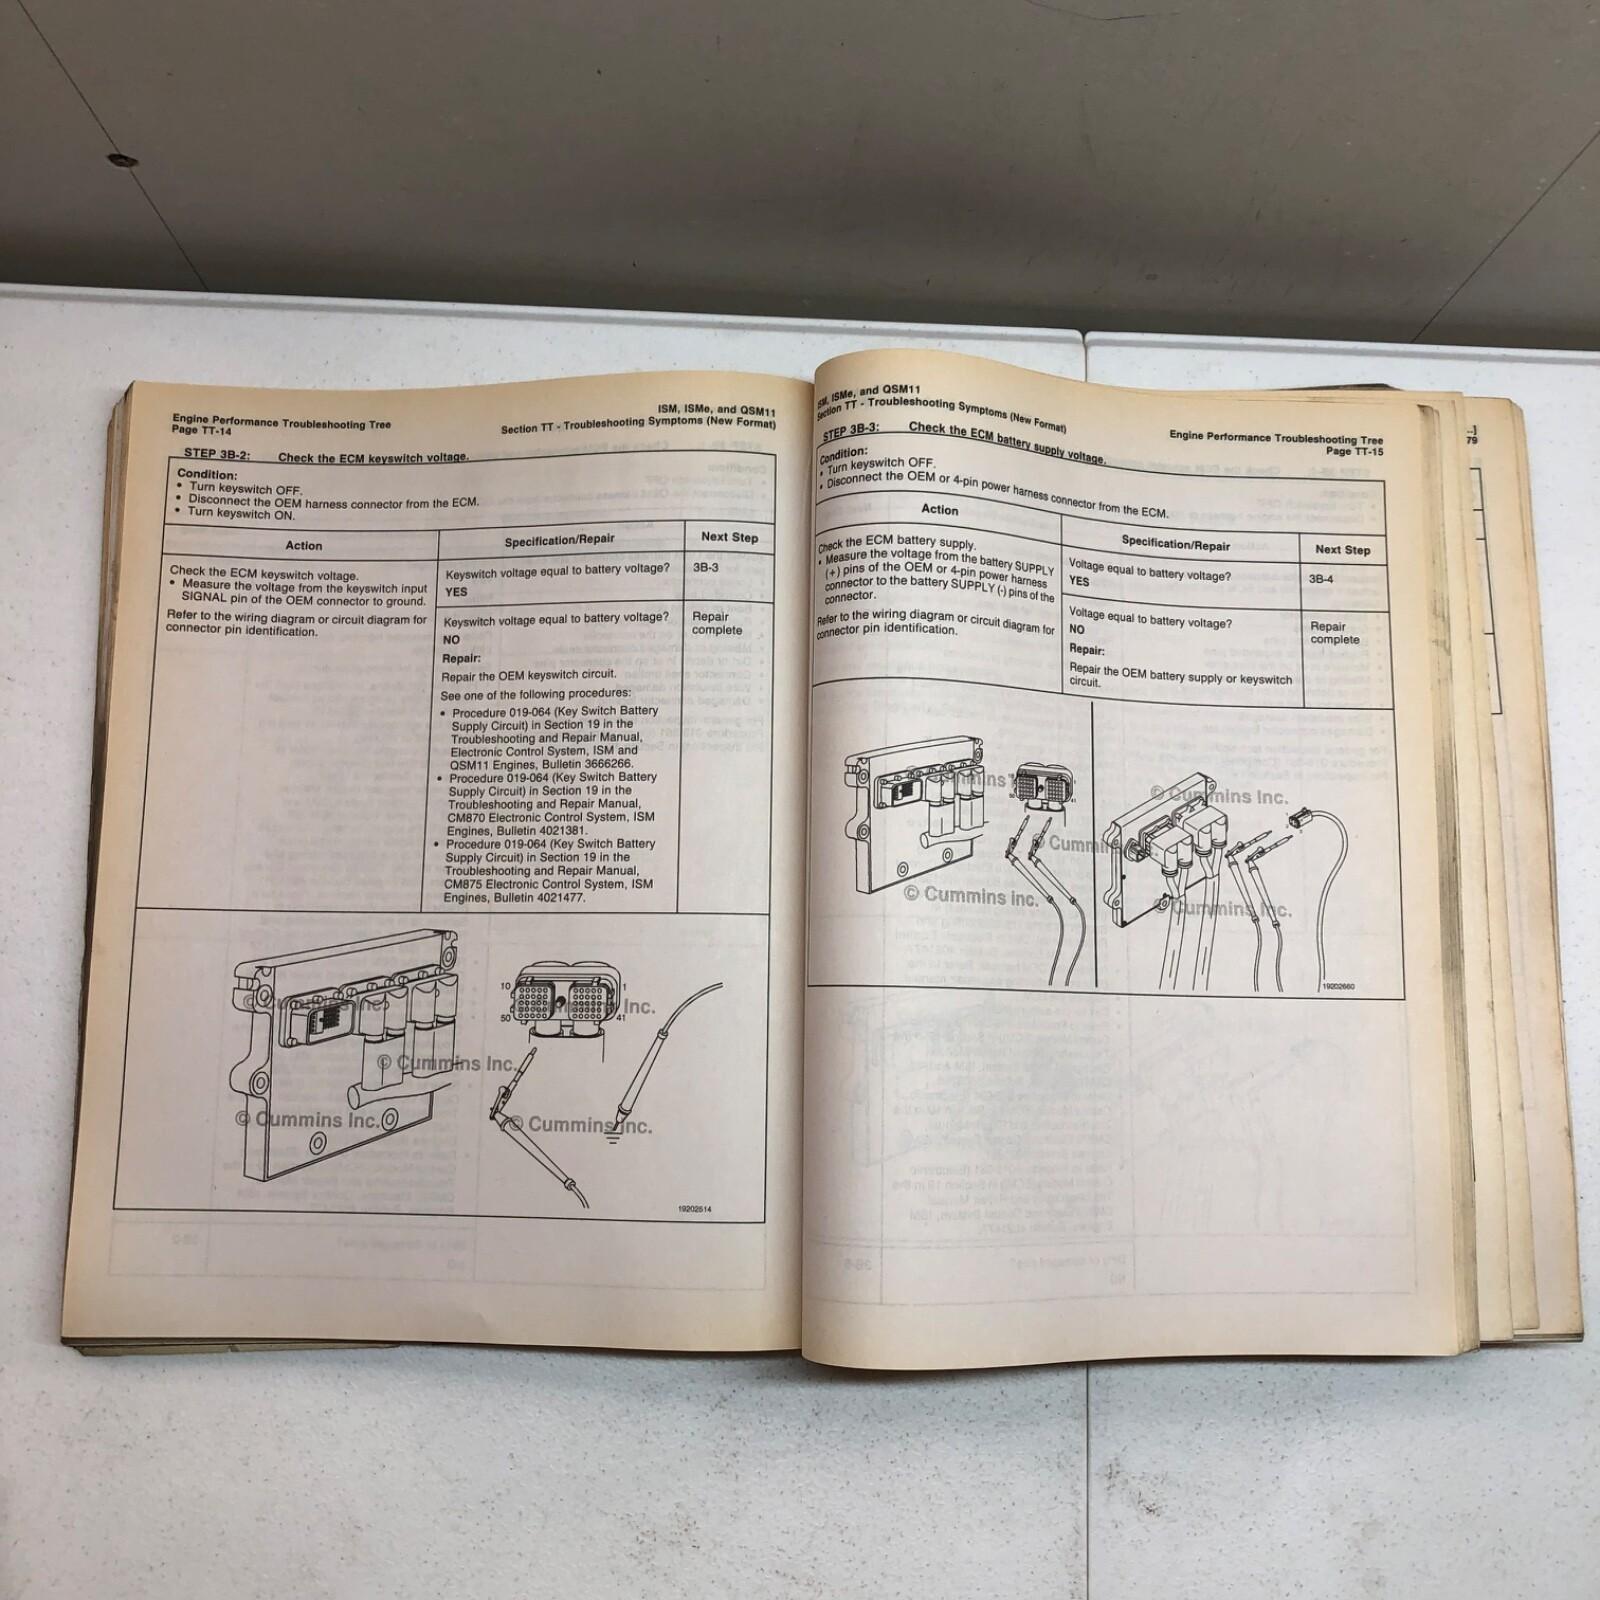 Engine Performance Troubleshooting Tree
Page TT-14
ISM, ISMe, and QSM11
Section TT - Troubleshooting Symptoms (New Format)
STEP 3B-2: Check the ECM keyswitch voltage.
Condition:
• Turn keyswitch OFF.
• Disconnect the OEM harness connector from the ECM.
• Turn keyswitch ON.
Action
Specification/Repair
Next Step
Check the ECM keyswitch voltage.
• Measure the voltage from the keyswitch input
SIGNAL pin of the OEM connector to ground.
Refer to the wiring diagram or circuit diagram for
connector pin identification.
Keyswitch voltage equal to battery voltage?
YES
3B-3
Keyswitch voltage equal to battery voltage?
NO
Repair:
Repair the OEM keyswitch circuit.
See one of the following procedures:
• Procedure 019-064 (Key Switch Battery
Supply Circuit) in Section 19 in the
Troubleshooting and Repair Manual,
Electronic Control System, ISM and
QSM11 Engines, Bulletin 3666266.
• Procedure 019-064 (Key Switch Battery
Supply Circuit) in Section 19 in the
Troubleshooting and Repair Manual,
CM870 Electronic Control System, ISM
Engines, Bulletin 4021381.
• Procedure 019-064 (Key Switch Battery
Supply Circuit) in Section 19 in the
Troubleshooting and Repair Manual,
CM875 Electronic Control System, ISM
Engines, Bulletin 4021477.
Repair
complete
10
1
50
41
© Cummins Inc.
© Cummins Inc.
© Cummins Inc.
© Cummins Inc.
19202614
ISM, ISMe, and QSM11
Section TT - Troubleshooting Symptoms (New Format)
Engine Performance Troubleshooting Tree
Page TT-15
STEP 3B-3: Check the ECM battery supply voltage.
Condition:
• Turn keyswitch OFF.
• Disconnect the OEM or 4-pin power harness connector from the ECM.
Action
Specification/Repair
Next Step
Check the ECM battery supply.
• Measure the voltage from the battery SUPPLY
(+) pins of the OEM or 4-pin power harness
connector to the battery SUPPLY (-) pins of the
connector.
Refer to the wiring diagram or circuit diagram for
connector pin identification.
Voltage equal to battery voltage?
YES
3B-4
Voltage equal to battery voltage?
NO
Repair:
Repair the OEM battery supply or keyswitch
circuit.
Repair
complete
© Cummins Inc.
© Cummins Inc.
© Cummins Inc.
19202660
79